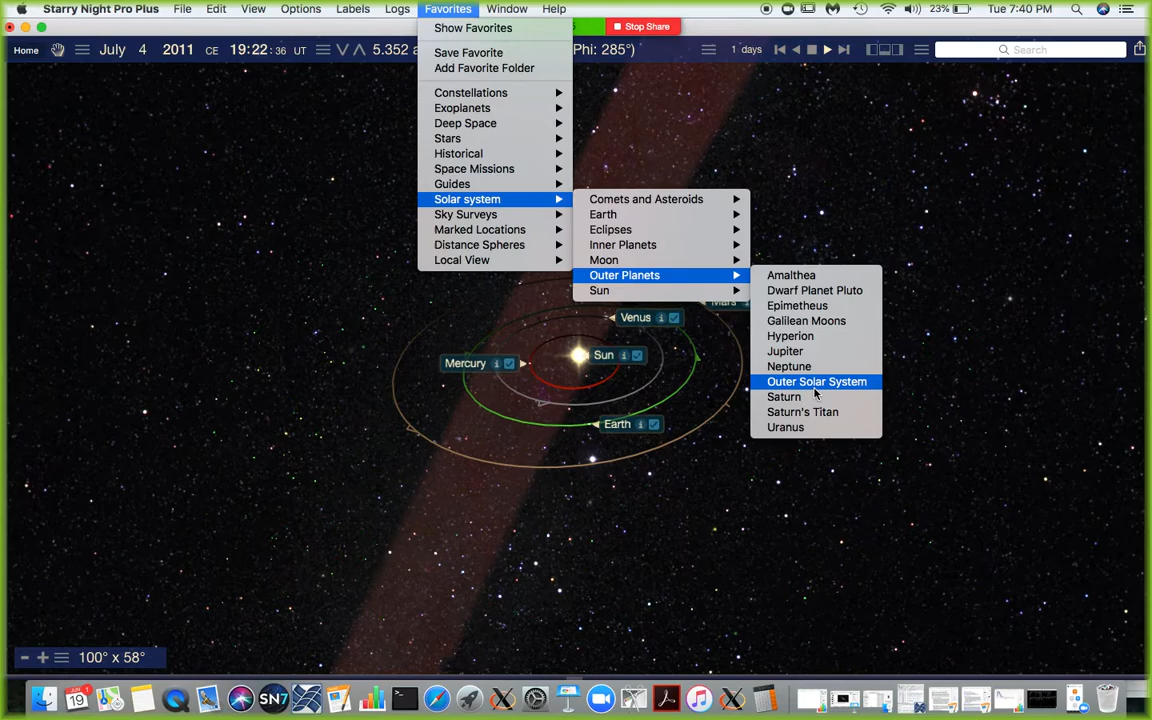 Starry Night Pro Plus File Edit View Options Labels Logs Favorites Window Help 23% Tue 7:40 PM
Stop Share
Home July 4 2011 CE 19:22:36 UT 5.352 Phi: 285°) 1 days Search
Show Favorites
Save Favorite
Add Favorite Folder
Constellations
Exoplanets
Deep Space
Stars
Historical
Space Missions
Guides
Solar system
Sky Surveys
Marked Locations
Distance Spheres
Local View
Comets and Asteroids
Earth
Eclipses
Inner Planets
Moon
Outer Planets
Sun
Amalthea
Dwarf Planet Pluto
Epimetheus
Galilean Moons
Hyperion
Jupiter
Neptune
Outer Solar System
Saturn
Saturn's Titan
Uranus
Mars
Venus
Sun
Mercury
Earth
100° x 58°
JUN 19 1
SN7